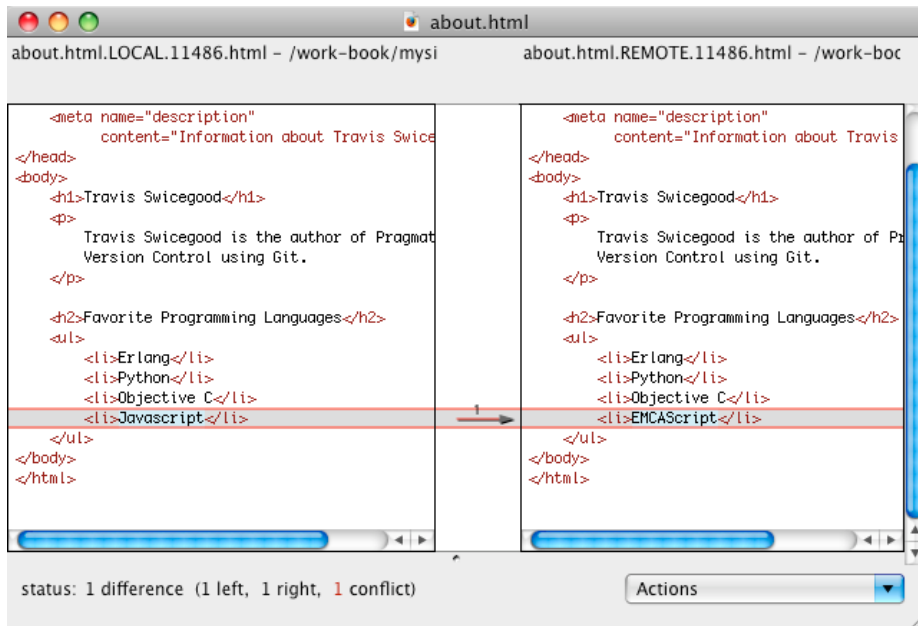 about.html
about.html.LOCAL.11486.html – /work-book/mysi
about.html.REMOTE.11486.html – /work-boc
<meta name="description"
content="Information about Travis Swice
</head>
<body>
<h1>Travis Swicegood</h1>
<p>
Travis Swicegood is the author of Pragmat
Version Control using Git.
</p>
<h2>Favorite Programming Languages</h2>
<ul>
<li>Erlang</li>
<li>Python</li>
<li>Objective C</li>
<li>Javascript</li>
</ul>
</body>
</html>
1
<meta name="description"
content="Information about Travis
</head>
<body>
<h1>Travis Swicegood</h1>
<p>
Travis Swicegood is the author of Pr
Version Control using Git.
</p>
<h2>Favorite Programming Languages</h2>
<ul>
<li>Erlang</li>
<li>Python</li>
<li>Objective C</li>
<li>EMCAScript</li>
</ul>
</body>
</html>
status: 1 difference (1 left, 1 right, 1 conflict)
Actions